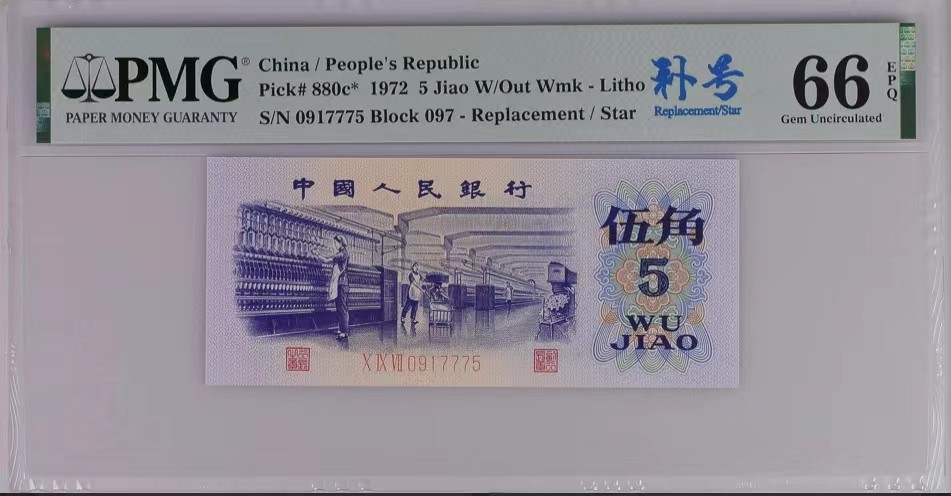 PMG®
PAPER MONEY GUARANTY
China / People's Republic
Pick# 880c* 1972 5 Jiao W/Out Wmk - Litho
S/N 0917775 Block 097 - Replacement / Star
补号
Replacement/Star
66
Gem Uncirculated
EPQ
中國人民銀行
伍角
5
WU
JIAO
X IX VII 0917775